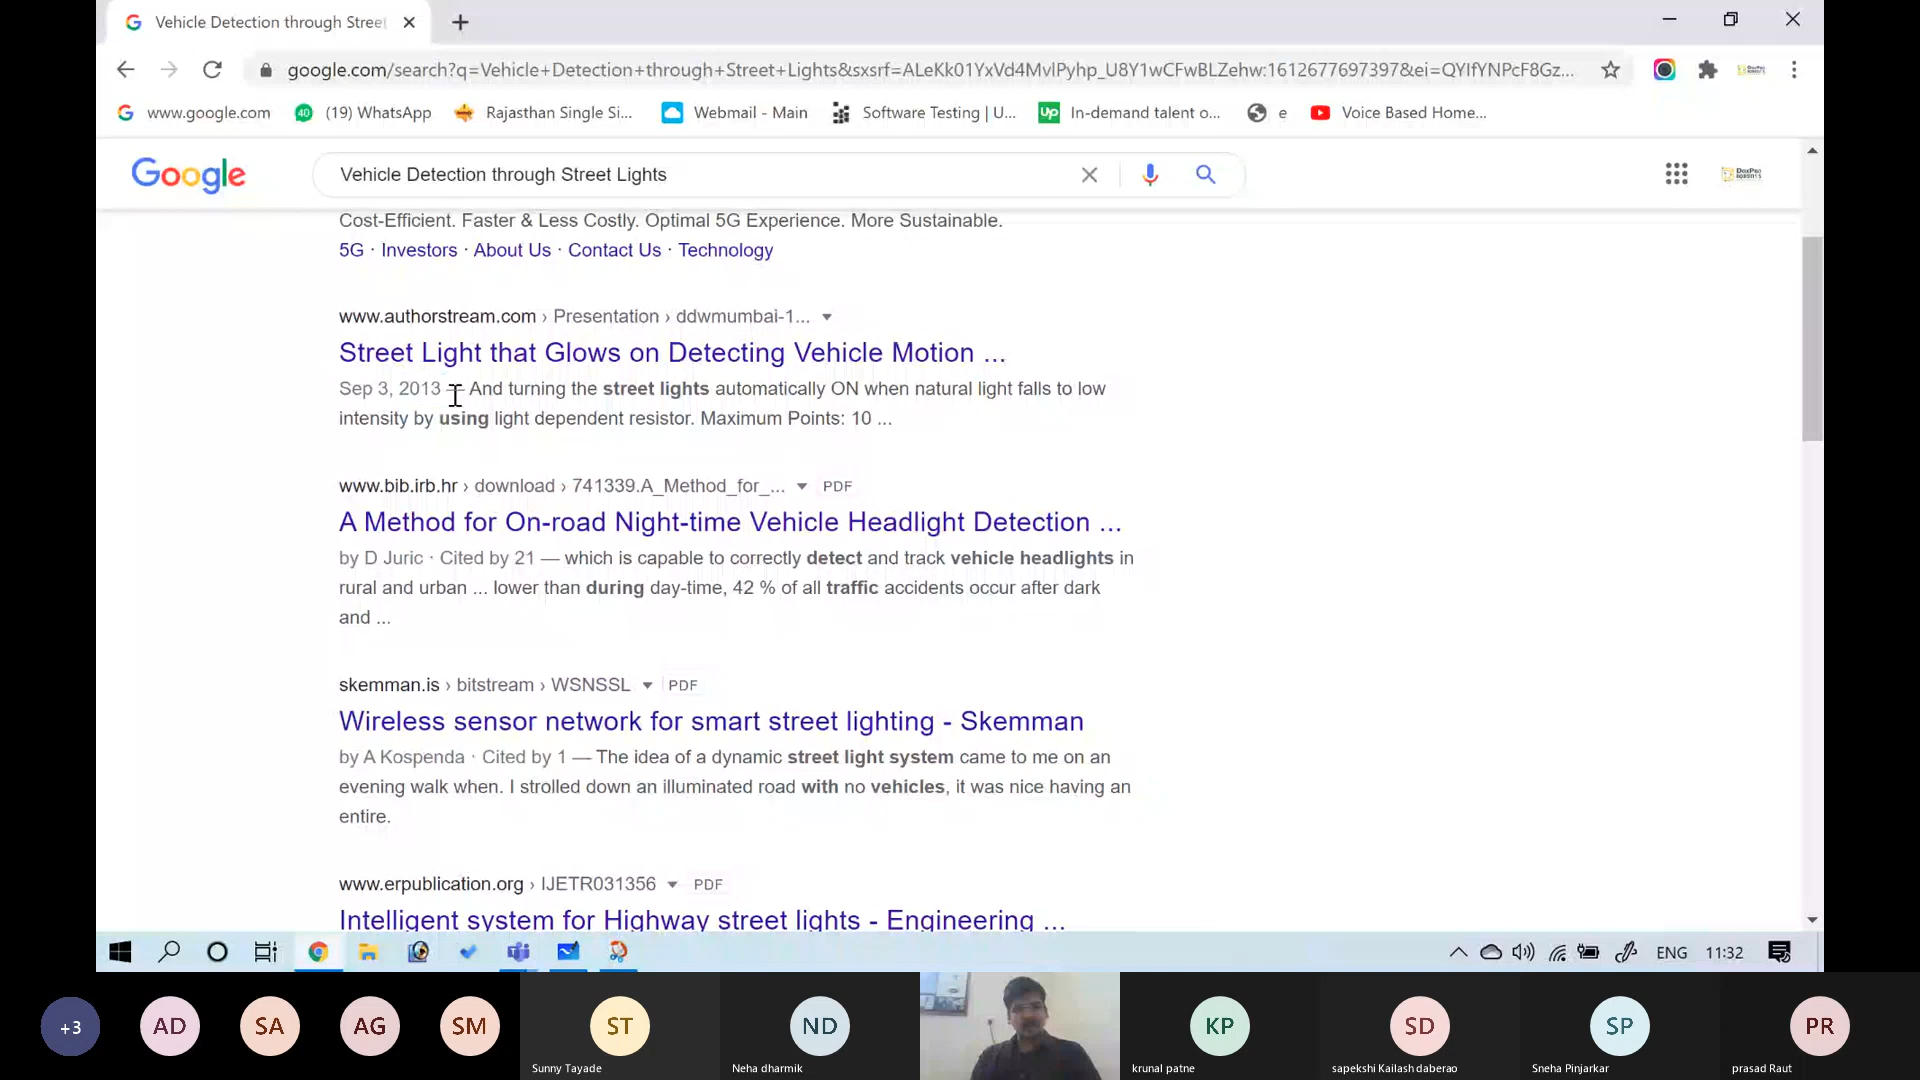 Vehicle Detection through Street
google.com/search?q=Vehicle+Detection+through+Street+Lights&sxsrf=ALeKk01YxVd4MvlPyhp_U8Y1wCFwBLZehw:1612677697397&ei=QYIfYNPcF8Gz...
www.google.com (19) WhatsApp Rajasthan Single Si... Webmail - Main Software Testing | U... Up In-demand talent o... e Voice Based Home...
Google Vehicle Detection through Street Lights
Cost-Efficient. Faster & Less Costly. Optimal 5G Experience. More Sustainable.
5G · Investors · About Us · Contact Us · Technology
www.authorstream.com › Presentation › ddwmumbai-1...
Street Light that Glows on Detecting Vehicle Motion ...
Sep 3, 2013 — And turning the street lights automatically ON when natural light falls to low
intensity by using light dependent resistor. Maximum Points: 10 ...
www.bib.irb.hr › download › 741339.A_Method_for_... PDF
A Method for On-road Night-time Vehicle Headlight Detection ...
by D Juric · Cited by 21 — which is capable to correctly detect and track vehicle headlights in
rural and urban ... lower than during day-time, 42 % of all traffic accidents occur after dark
and ...
skemman.is › bitstream › WSNSSL PDF
Wireless sensor network for smart street lighting - Skemman
by A Kospenda · Cited by 1 — The idea of a dynamic street light system came to me on an
evening walk when. I strolled down an illuminated road with no vehicles, it was nice having an
entire.
www.erpublication.org › IJETR031356 PDF
Intelligent system for Highway street lights - Engineering ...
ENG 11:32
+3 AD SA AG SM ST ND KP SD SP PR
Sunny Tayade Neha dharmik krunal patne sapekshi Kailash daberao Sneha Pinjarkar prasad Raut